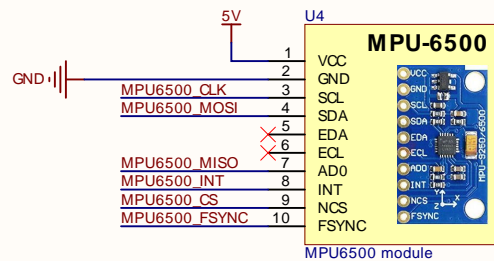 5V
U4
MPU-6500
1 VCC
GND 2 GND
MPU6500_CLK 3 SCL
MPU6500_MOSI 4 SDA
5 EDA
6 ECL
MPU6500_MISO 7 AD0
MPU6500_INT 8 INT
MPU6500_CS 9 NCS
MPU6500_FSYNC 10 FSYNC
VCC
GND
SCL
SDA
EDA
ECL
ADO
INT
NCS
FSYNC
MPU-9250/6500
Y
Z X
MPU6500 module